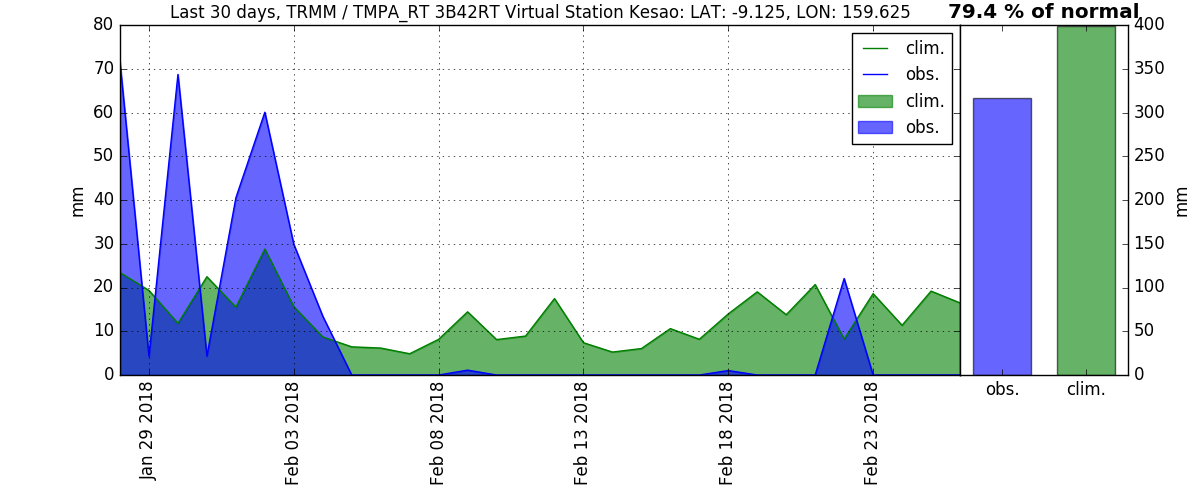 Last 30 days, TRMM / TMPA_RT 3B42RT Virtual Station Kesao: LAT: -9.125, LON: 159.625
79.4 % of normal
80
70
60
50
40
30
20
10
0
mm
clim.
obs.
clim.
obs.
Jan 29 2018
Feb 03 2018
Feb 08 2018
Feb 13 2018
Feb 18 2018
Feb 23 2018
400
350
300
250
200
150
100
50
0
mm
obs.
clim.